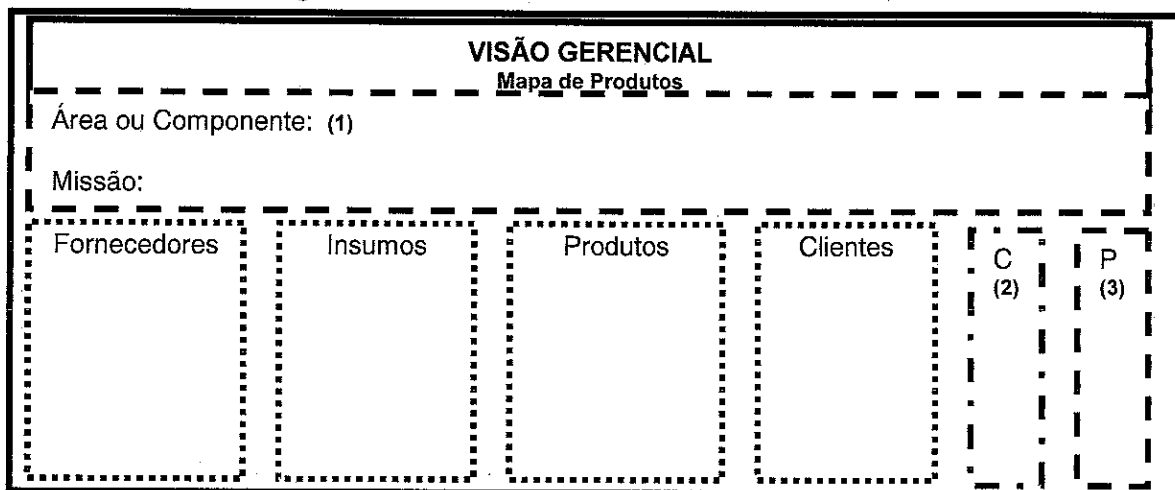 VISÃO GERENCIAL
Mapa de Produtos
Área ou Componente: (1)
Missão:
Fornecedores Insumos Produtos Clientes C P
(2) (3)